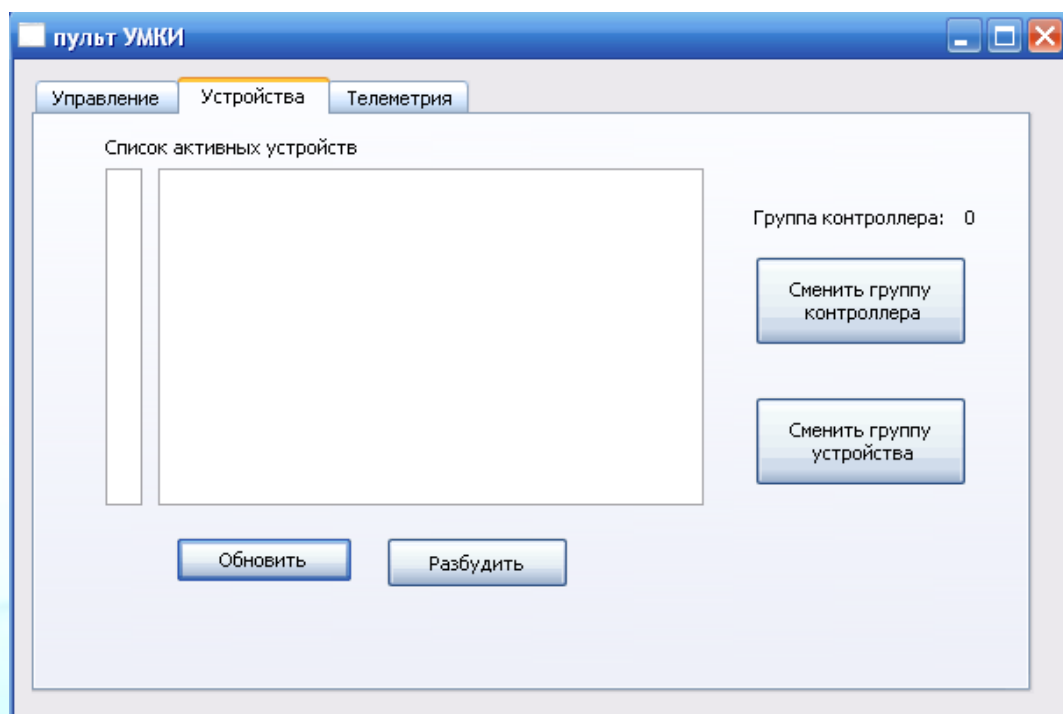 пульт УМКИ
Управление
Устройства
Телеметрия
Список активных устройств
Группа контроллера: 0
Сменить группу
контроллера
Сменить группу
устройства
Обновить
Разбудить